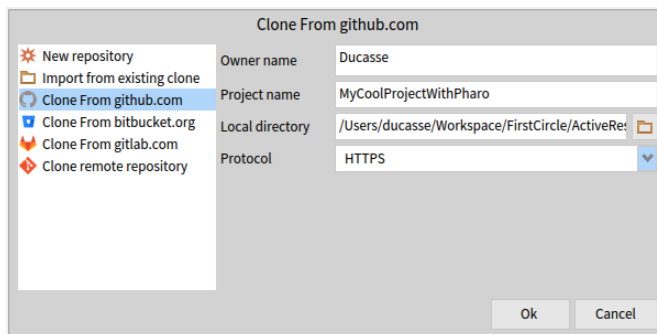 Clone From github.com
New repository
Import from existing clone
Clone From github.com
Clone From bitbucket.org
Clone From gitlab.com
Clone remote repository
Owner name
Ducasse
Project name
MyCoolProjectWithPharo
Local directory
/Users/ducasse/Workspace/FirstCircle/ActiveRes
Protocol
HTTPS
Ok
Cancel